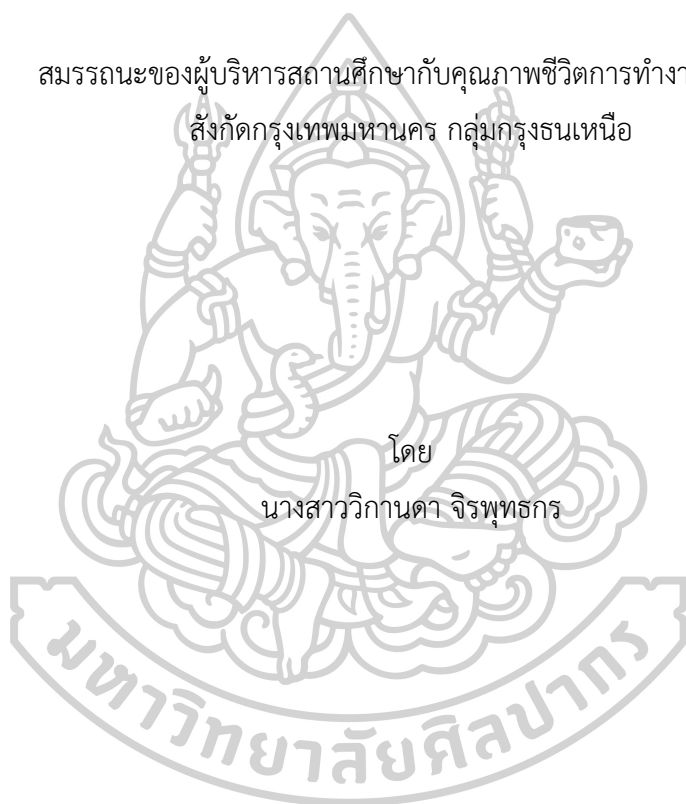 สมรรถนะของผู้บริหารสถานศึกษากับคุณภาพชีวิตการทำงา
สังกัดกรุงเทพมหานคร กลุ่มกรุงธนเหนือ
โดย
นางสาววิกานดา จิรพุทธกร
มหาวิทยาลัยศิลปากร